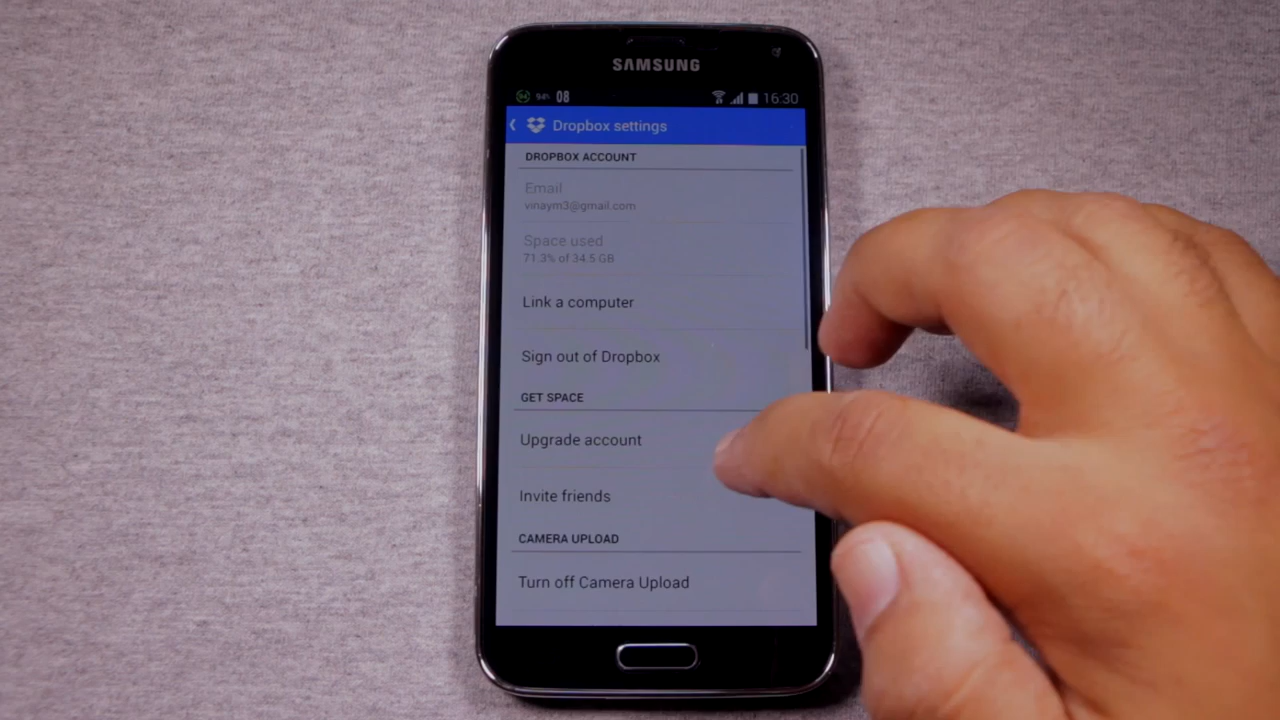 SAMSUNG
94 94% 08 16:30
Dropbox settings
DROPBOX ACCOUNT
Email
vinaym3@gmail.com
Space used
71.3% of 34.5 GB
Link a computer
Sign out of Dropbox
GET SPACE
Upgrade account
Invite friends
CAMERA UPLOAD
Turn off Camera Upload